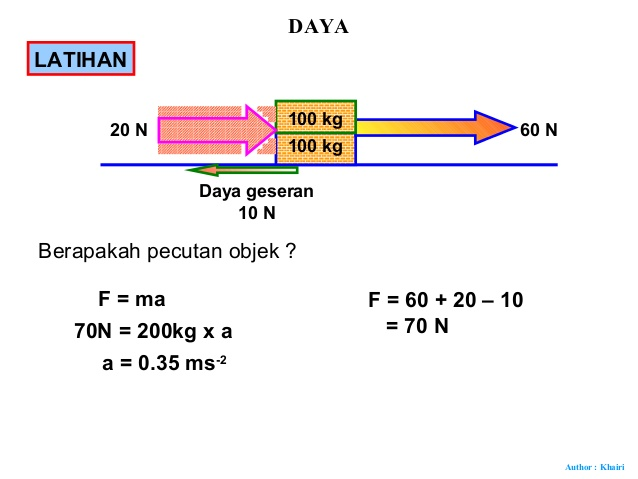 DAYA
LATIHAN
20 N
100 kg
100 kg
60 N
Daya geseran
10 N
Berapakah pecutan objek ?
F = ma
70N = 200kg x a
a = 0.35 ms⁻²
F = 60 + 20 – 10
= 70 N
Author : Khairi